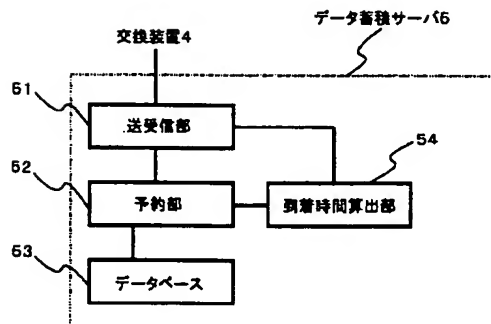 交換装置4
データ蓄積サーバ5
51
送受信部
54
52
予約部
到着時間算出部
53
データベース